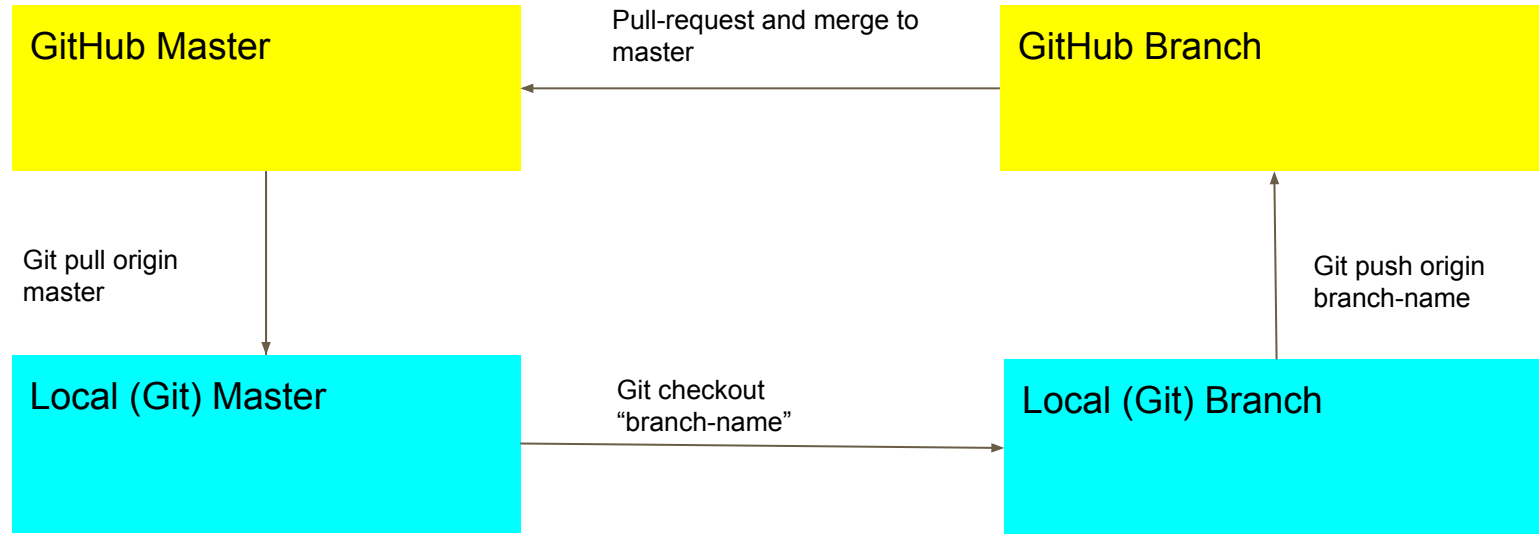 GitHub Master
Pull-request and merge to
master
GitHub Branch
Git pull origin
master
Git push origin
branch-name
Local (Git) Master
Git checkout
“branch-name”
Local (Git) Branch